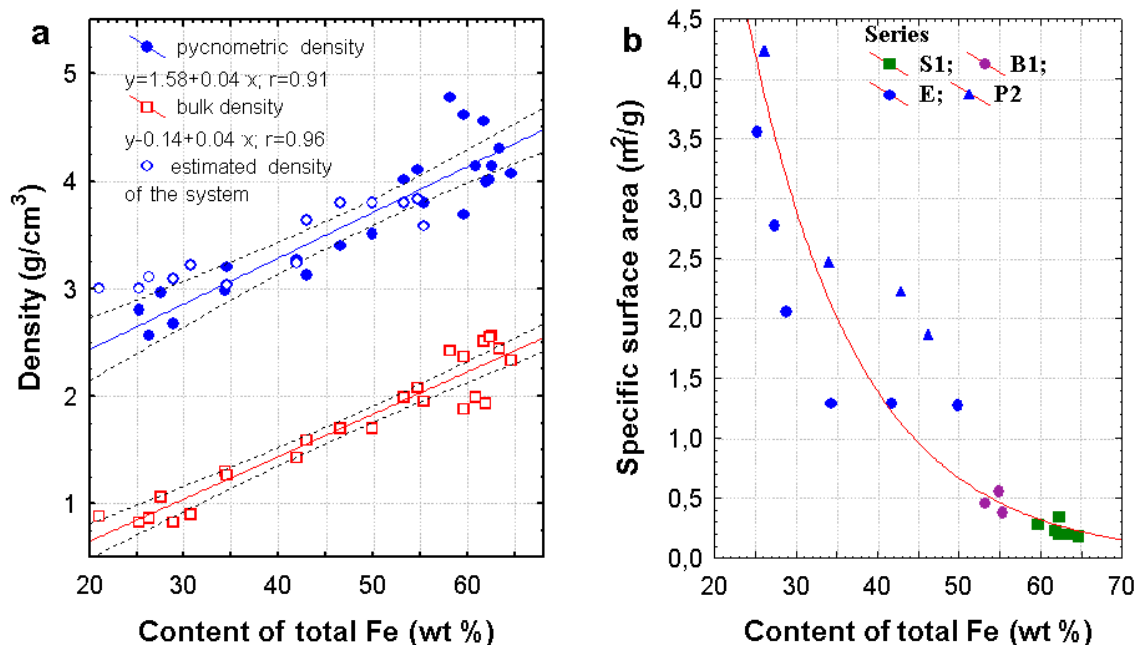 a
pycnometric density
y=1.58+0.04 x; r=0.91
bulk density
y-0.14+0.04 x; r=0.96
estimated density
of the system
Density (g/cm³)
5
4
3
2
1
20 30 40 50 60
Content of total Fe (wt %)
b
Series
S1; B1;
E; P2
Specific surface area (m²/g)
4,5
4,0
3,5
3,0
2,5
2,0
1,5
1,0
0,5
0,0
20 30 40 50 60 70
Content of total Fe (wt %)